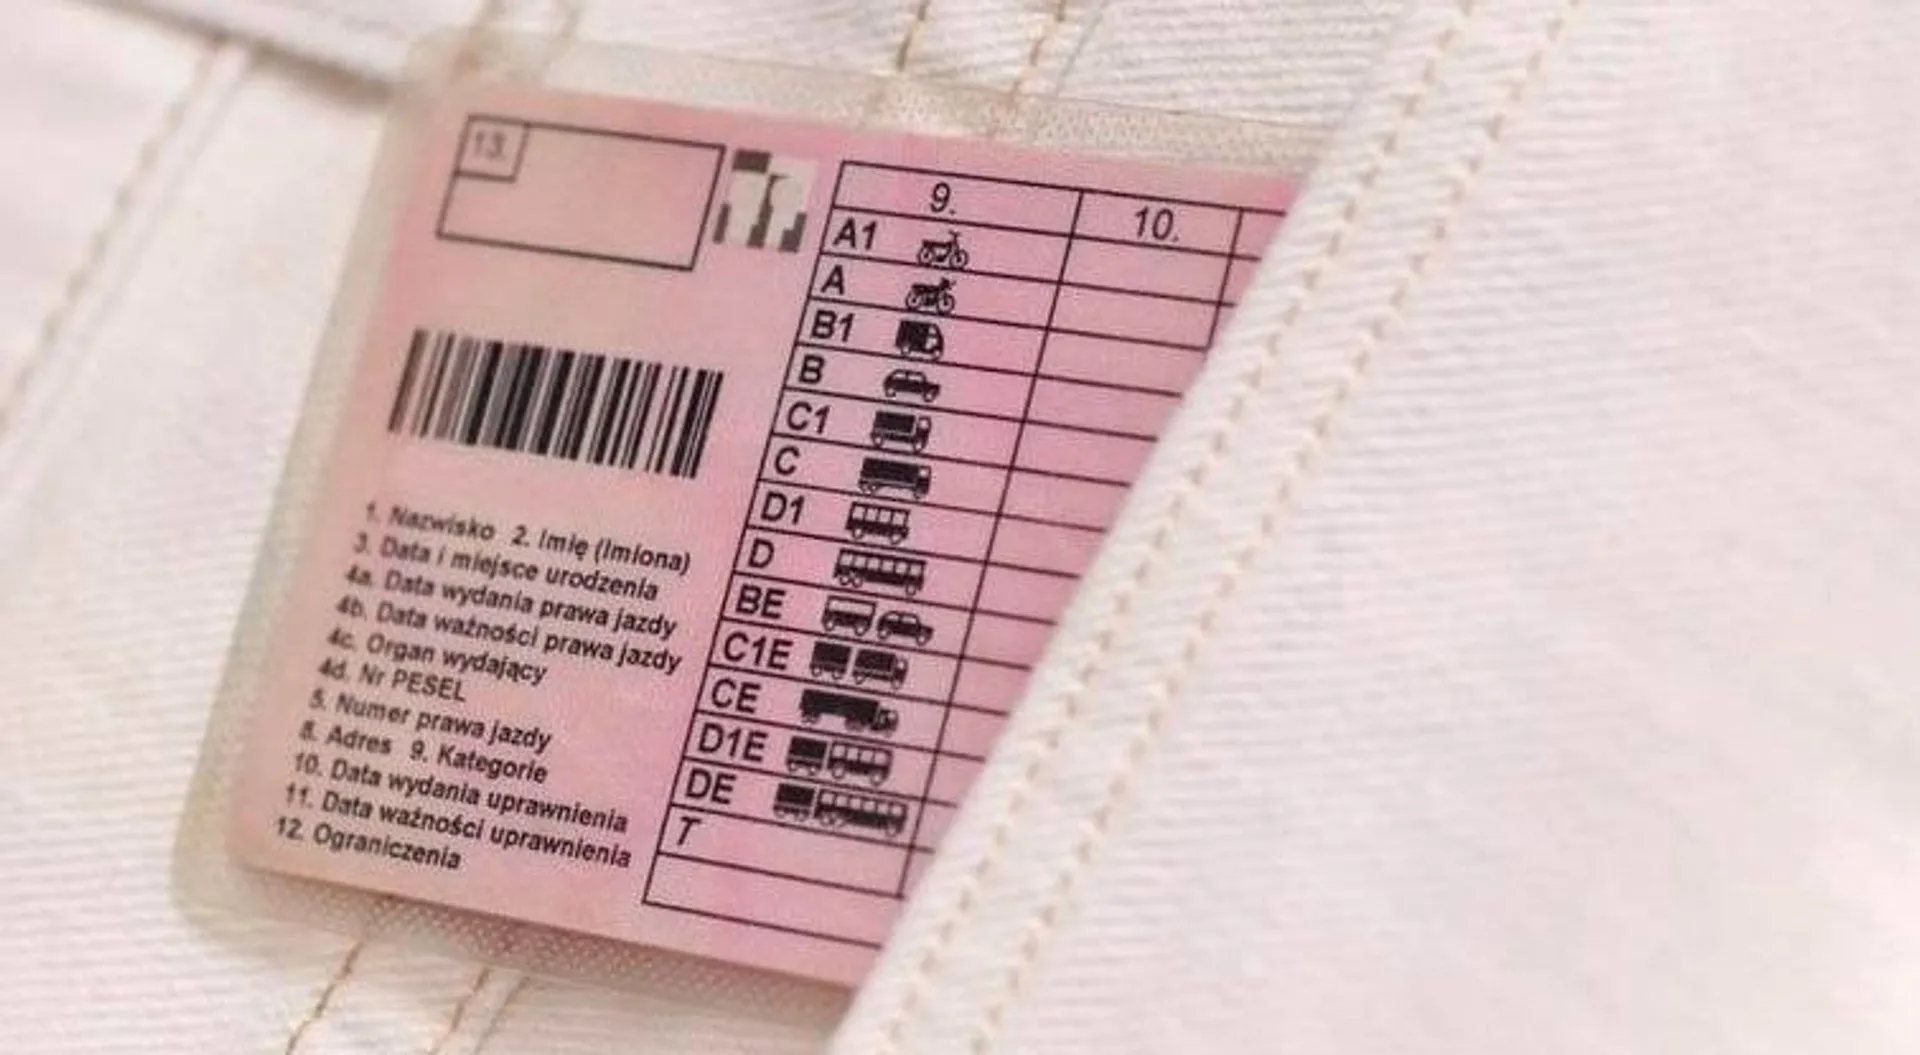 13.
9. 10.
A1
A
B1
B
C1
C
D1
D
BE
C1E
CE
D1E
DE
T
1. Nazwisko 2. Imię (Imiona)
3. Data i miejsce urodzenia
4a. Data wydania prawa jazdy
4b. Data ważności prawa jazdy
4c. Organ wydający
4d. Nr PESEL
5. Numer prawa jazdy
8. Adres 9. Kategorie
10. Data wydania uprawnienia
11. Data ważności uprawnienia
12. Ograniczenia